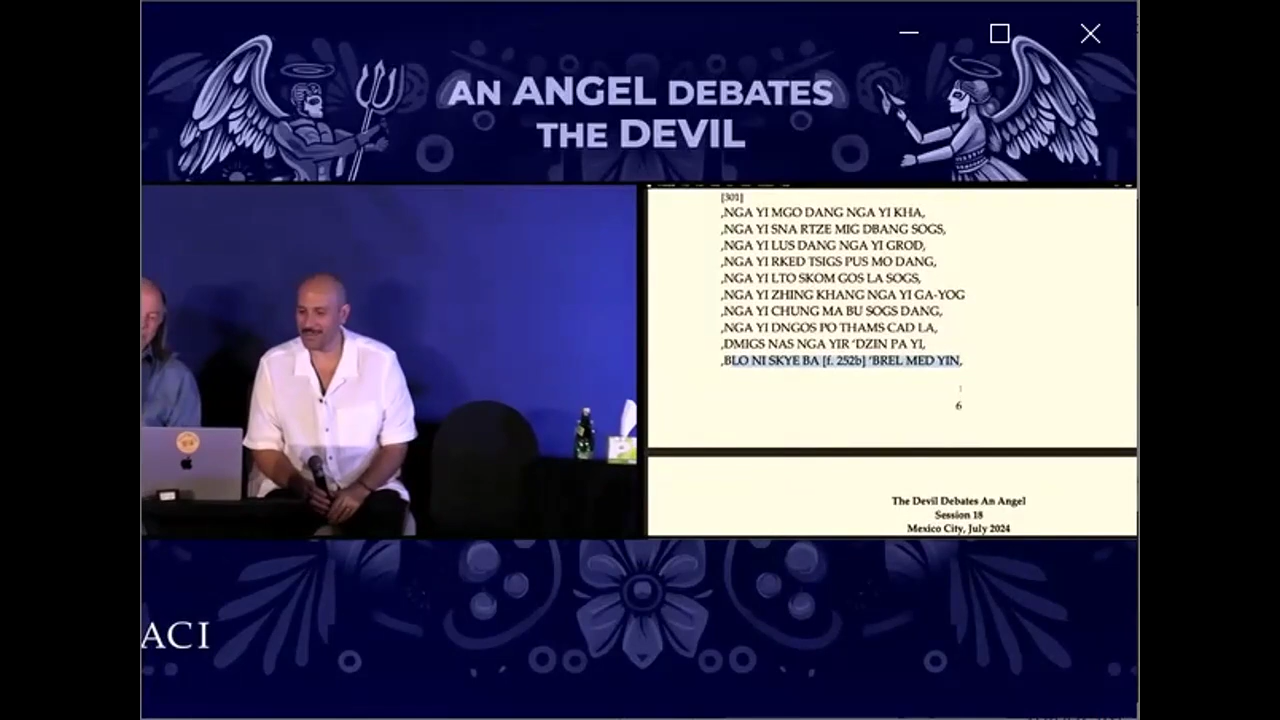 AN ANGEL DEBATES
THE DEVIL
[301]
,NGA YI MGO DANG NGA YI KHA,
,NGA YI SNA RTZE MIG DBANG SOGS,
,NGA YI LUS DANG NGA YI GROD,
,NGA YI RKED TSIGS PUS MO DANG,
,NGA YI LTO SKOM GOS LA SOGS,
,NGA YI ZHING KHANG NGA YI GA-YOG
,NGA YI CHUNG MA BU SOGS DANG,
,NGA YI DNGOS PO THAMS CAD LA,
,DMIGS NAS NGA YIR 'DZIN PA YI,
,BLO NI SKYE BA [f. 252b] 'BREL MED YIN,
6
The Devil Debates An Angel
Session 18
Mexico City, July 2024
ACI